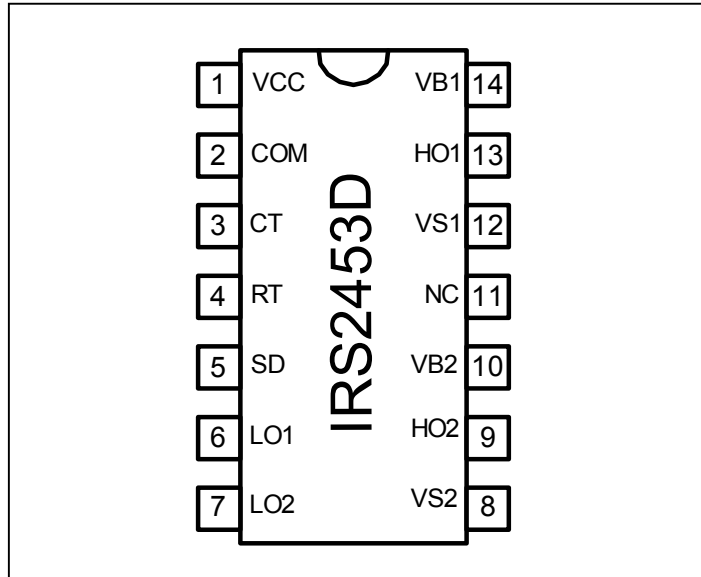 1 VCC VB1 14
2 COM HO1 13
3 CT VS1 12
4 RT NC 11
5 SD VB2 10
6 LO1 HO2 9
7 LO2 VS2 8
IRS2453D